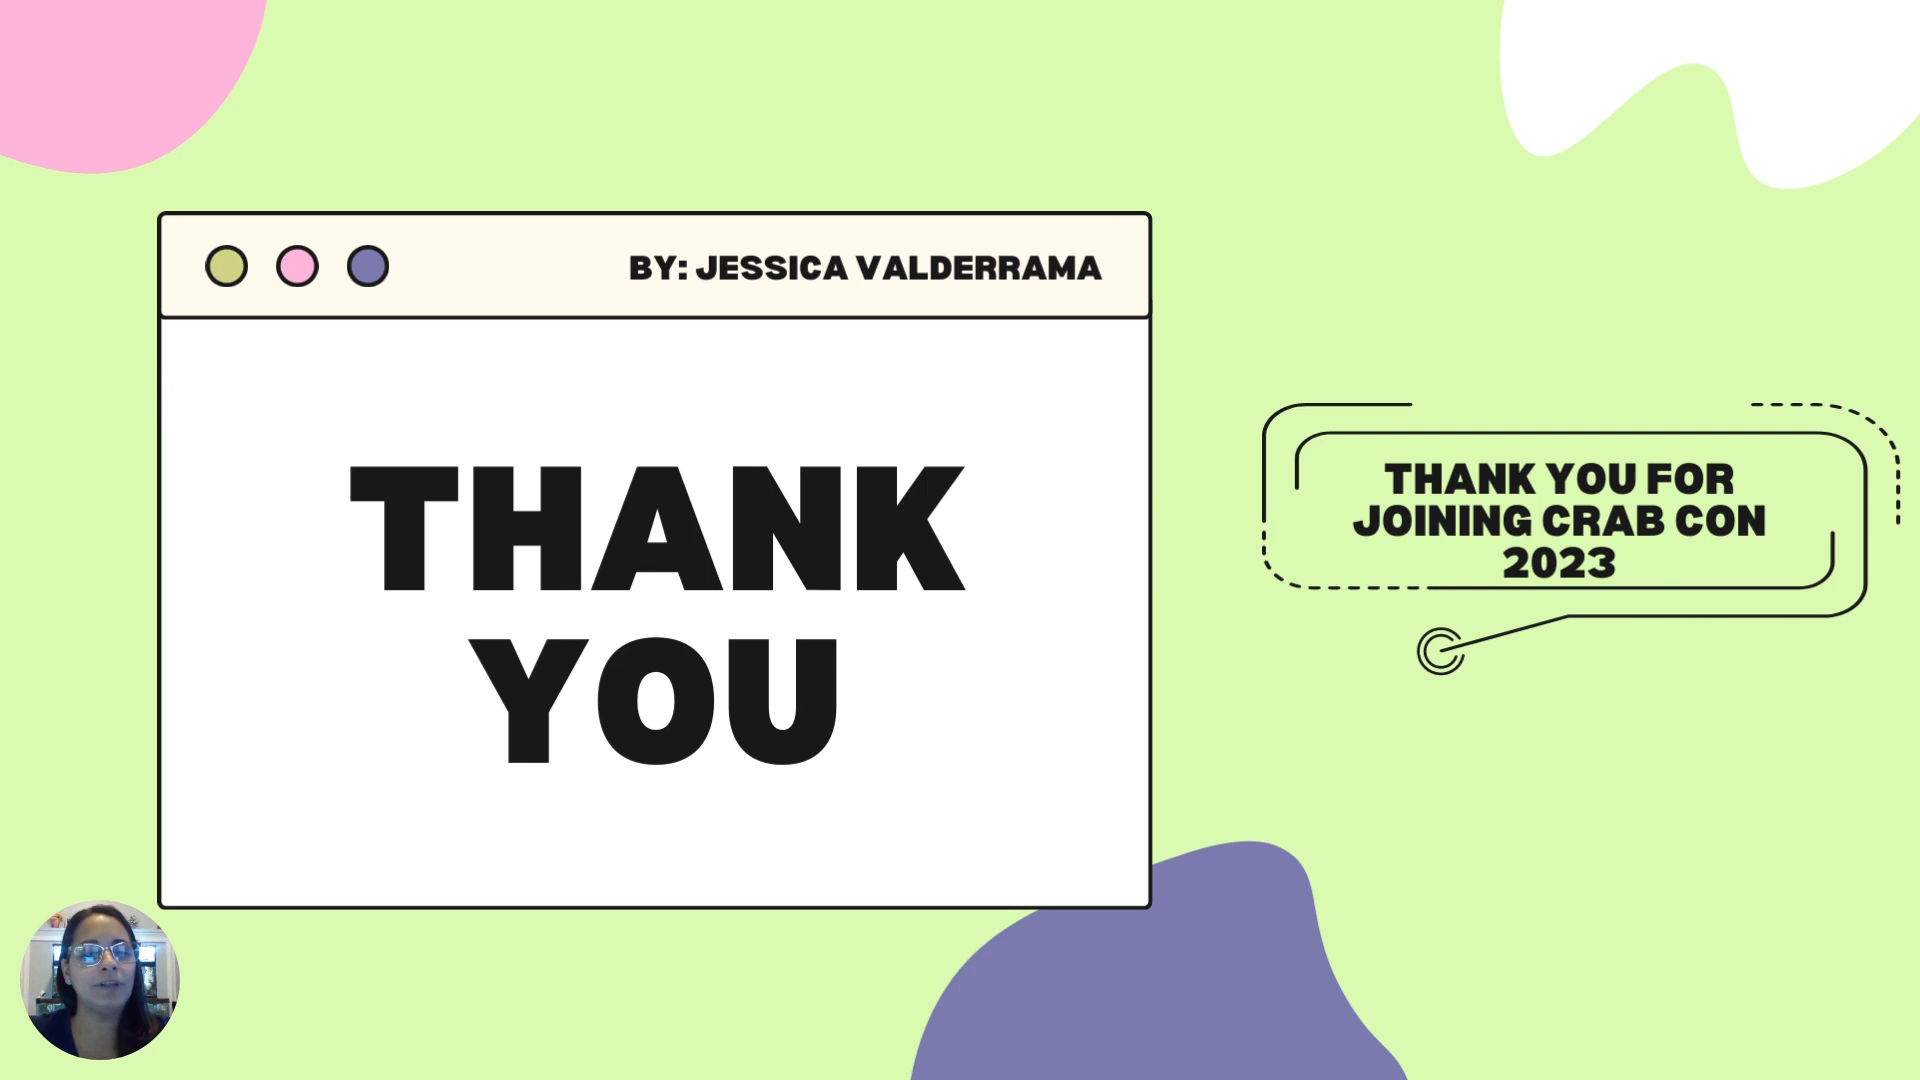 BY: JESSICA VALDERRAMA
THANK
YOU
THANK YOU FOR
JOINING CRAB CON
2023